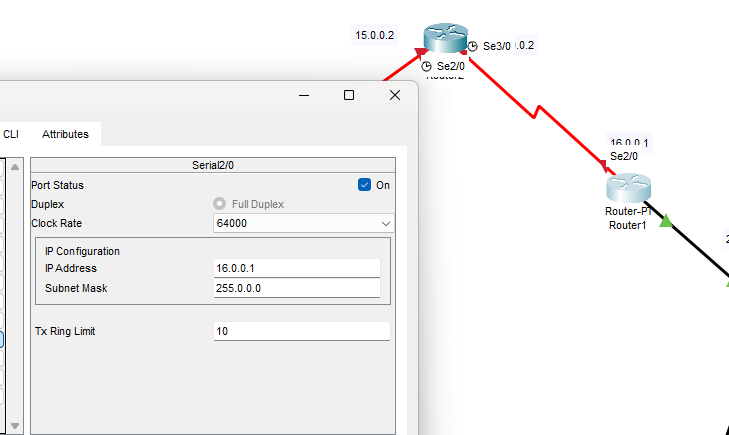 15.0.0.2
Se3/0 .0.2
Se2/0
Router2
CLI Attributes
16.0.0.1
Se2/0
Router-PT
Router1
Serial2/0
Port Status On
Duplex Full Duplex
Clock Rate 64000
IP Configuration
IP Address 16.0.0.1
Subnet Mask 255.0.0.0
Tx Ring Limit 10